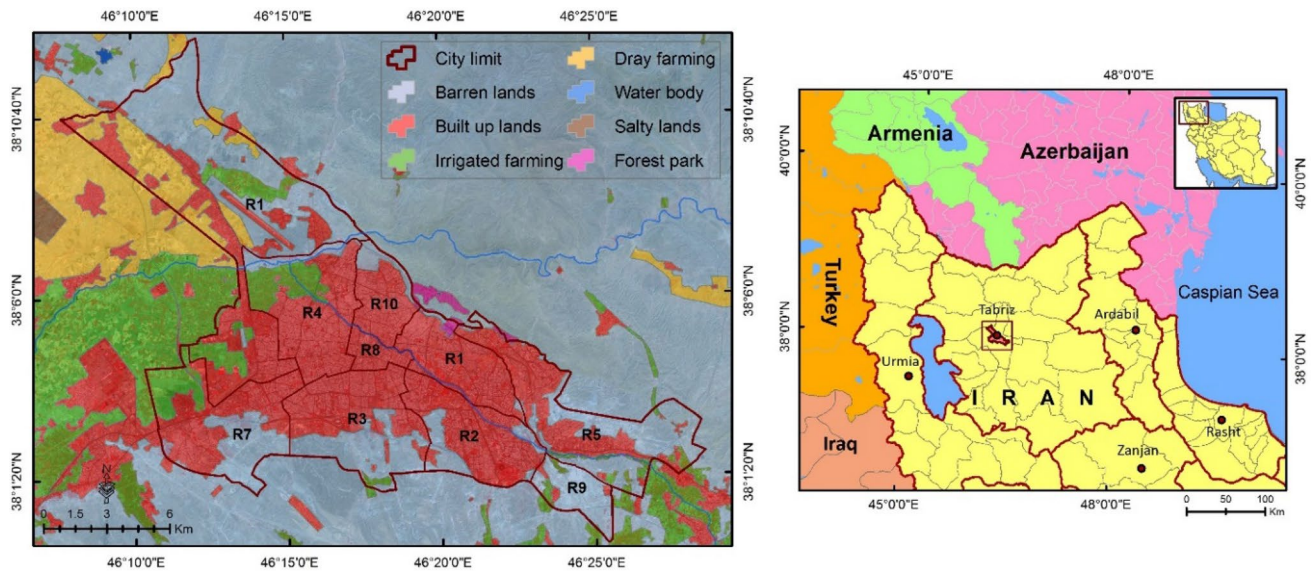 46°10'0"E 46°15'0"E 46°20'0"E 46°25'0"E
38°10'40"N
38°6'0"N
38°1'20"N
City limit
Barren lands
Built up lands
Irrigated farming
Dray farming
Water body
Salty lands
Forest park
R1
R10
R4
R8
R1
R3
R2
R7
R5
R9
N
0 1.5 3 6
Km
38°10'40"N
38°6'0"N
38°1'20"N
46°10'0"E 46°15'0"E 46°20'0"E 46°25'0"E
45°0'0"E 48°0'0"E
40°0'0"N
38°0'0"N
Armenia
Azerbaijan
Turkey
Caspian Sea
Tabriz
Ardabil
Urmia
I R A N
Rasht
Iraq
Zanjan
40°0'0"N
38°0'0"N
45°0'0"E 48°0'0"E
0 50 100
Km